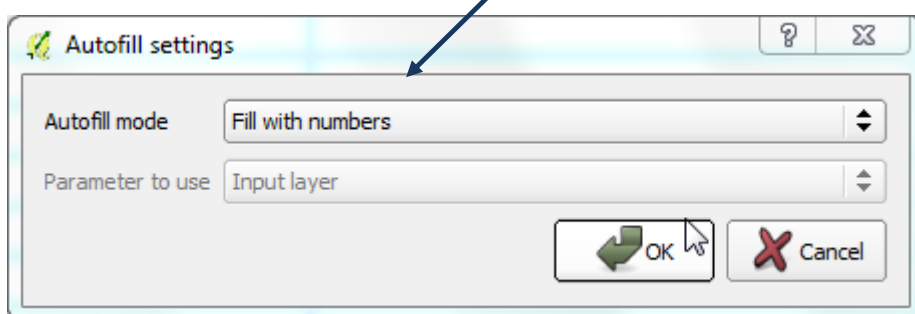 Autofill settings
Autofill mode Fill with numbers
Parameter to use Input layer
OK Cancel